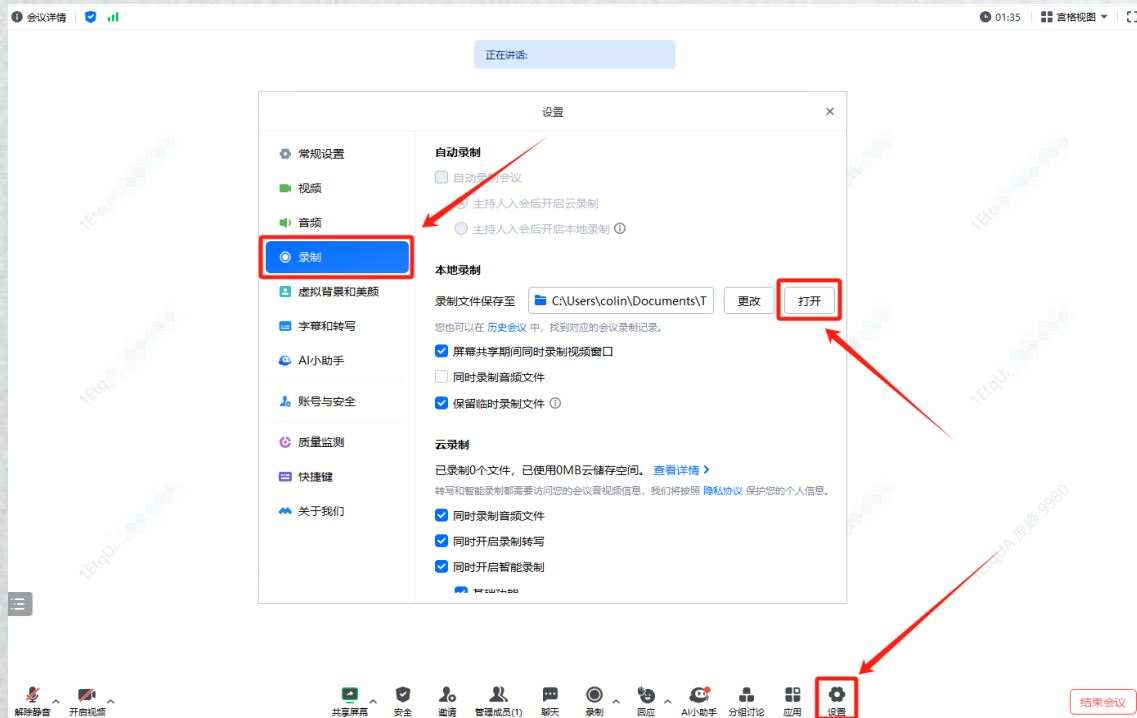 会议详情
01:35
宫格视图
正在讲话:
设置
常规设置
视频
音频
录制
虚拟背景和美颜
字幕和转写
AI小助手
账号与安全
质量监测
快捷键
关于我们
自动录制
自动录制会议
主持人入会后开启云录制
主持人入会后开启本地录制
本地录制
录制文件保存至 C:\Users\colin\Documents\T 更改 打开
您也可以在 历史会议 中，找到对应的会议录制记录。
屏幕共享期间同时录制视频窗口
同时录制音频文件
保留临时录制文件
云录制
已录制0个文件，已使用0MB云储存空间。 查看详情
转写和智能录制都需要访问您的会议音视频信息，我们将按照 隐私协议 保护您的个人信息。
同时录制音频文件
同时开启录制转写
同时开启智能录制
基础功能
解除静音 开启视频 共享屏幕 安全 邀请 管理成员(1) 聊天 录制 回应 AI小助手 分组讨论 应用 设置 结束会议